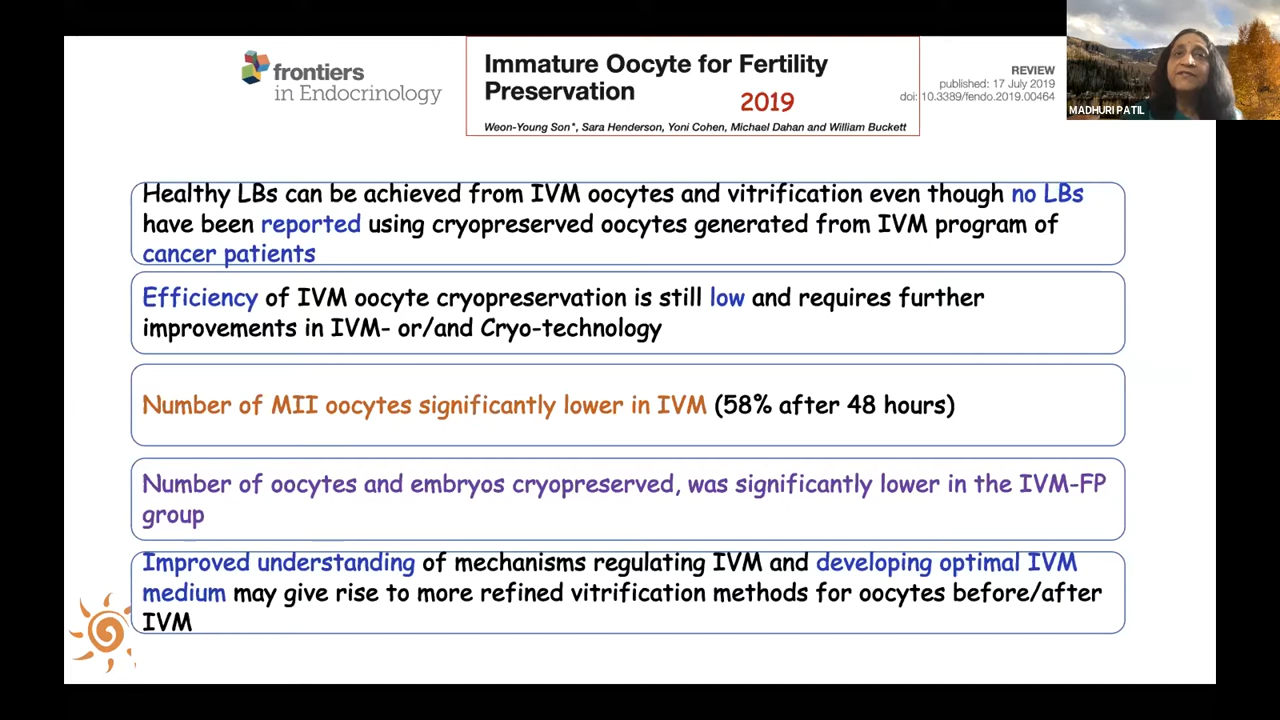 frontiers
in Endocrinology
Immature Oocyte for Fertility
Preservation
2019
Weon-Young Son*, Sara Henderson, Yoni Cohen, Michael Dahan and William Buckett
REVIEW
published: 17 July 2019
doi: 10.3389/fendo.2019.00464
MADHURI PATIL
Healthy LBs can be achieved from IVM oocytes and vitrification even though no LBs
have been reported using cryopreserved oocytes generated from IVM program of
cancer patients
Efficiency of IVM oocyte cryopreservation is still low and requires further
improvements in IVM- or/and Cryo-technology
Number of MII oocytes significantly lower in IVM (58% after 48 hours)
Number of oocytes and embryos cryopreserved, was significantly lower in the IVM-FP
group
Improved understanding of mechanisms regulating IVM and developing optimal IVM
medium may give rise to more refined vitrification methods for oocytes before/after
IVM